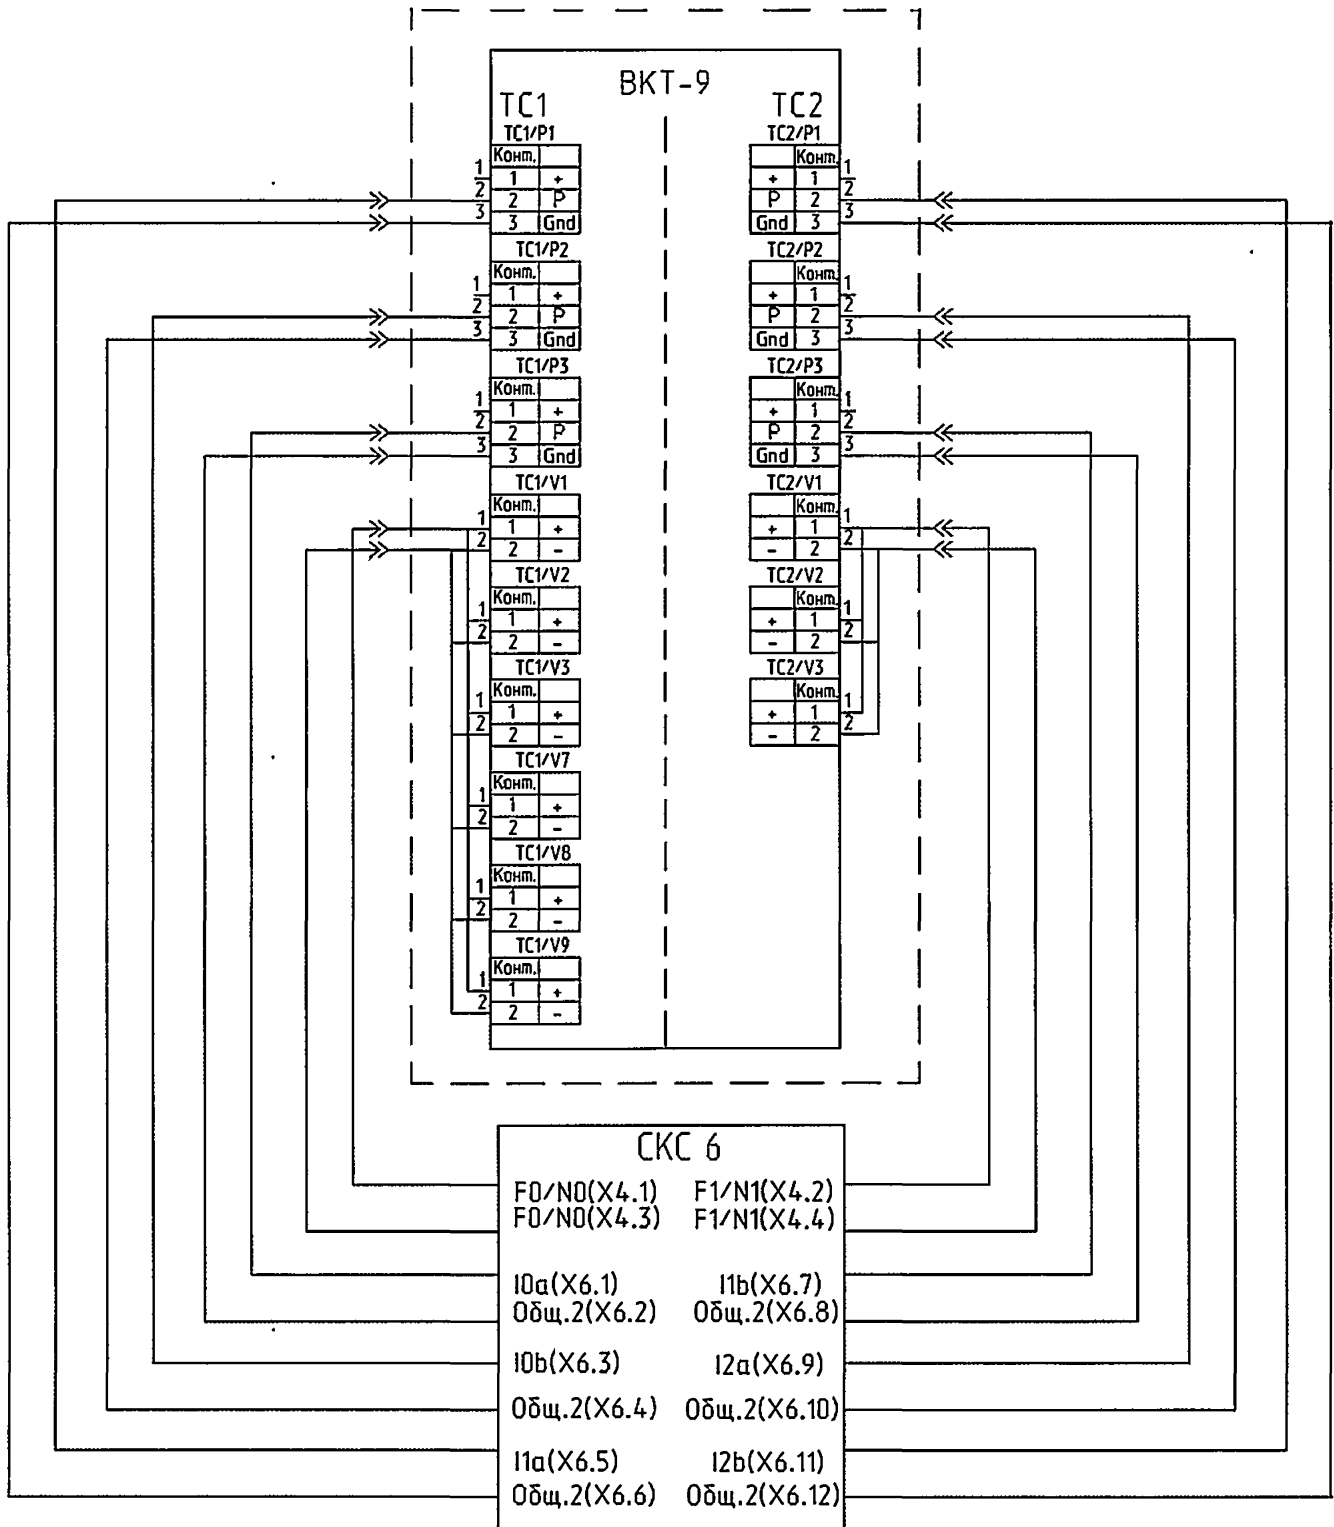 ВКТ-9
ТС1 ТС2
ТС1/Р1
Конт.
1 1 +
2 2 Р
3 3 Gnd
ТС1/Р2
Конт.
1 1 +
2 2 Р
3 3 Gnd
ТС1/Р3
Конт.
1 1 +
2 2 Р
3 3 Gnd
ТС1/V1
Конт.
1 1 +
2 2 -
ТС1/V2
Конт.
1 1 +
2 2 -
ТС1/V3
Конт.
1 1 +
2 2 -
ТС1/V7
Конт.
1 1 +
2 2 -
ТС1/V8
Конт.
1 1 +
2 2 -
ТС1/V9
Конт.
1 1 +
2 2 -
ТС2/Р1
Конт.
+ 1 1
Р 2 2
Gnd 3 3
ТС2/Р2
Конт.
+ 1 1
Р 2 2
Gnd 3 3
ТС2/Р3
Конт.
+ 1 1
Р 2 2
Gnd 3 3
ТС2/V1
Конт.
+ 1 1
- 2 2
ТС2/V2
Конт.
+ 1 1
- 2 2
ТС2/V3
Конт.
+ 1 1
- 2 2
СКС 6
F0/N0(X4.1) F1/N1(X4.2)
F0/N0(X4.3) F1/N1(X4.4)
I0a(X6.1) I1b(X6.7)
Общ.2(X6.2) Общ.2(X6.8)
I0b(X6.3) I2a(X6.9)
Общ.2(X6.4) Общ.2(X6.10)
I1a(X6.5) I2b(X6.11)
Общ.2(X6.6) Общ.2(X6.12)